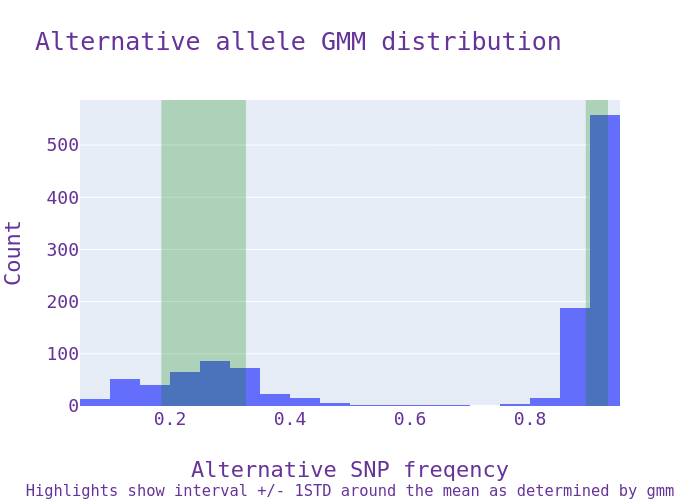 Alternative allele GMM distribution
Count
500
400
300
200
100
0
0.2 0.4 0.6 0.8
Alternative SNP freqency
Highlights show interval +/- 1STD around the mean as determined by gmm